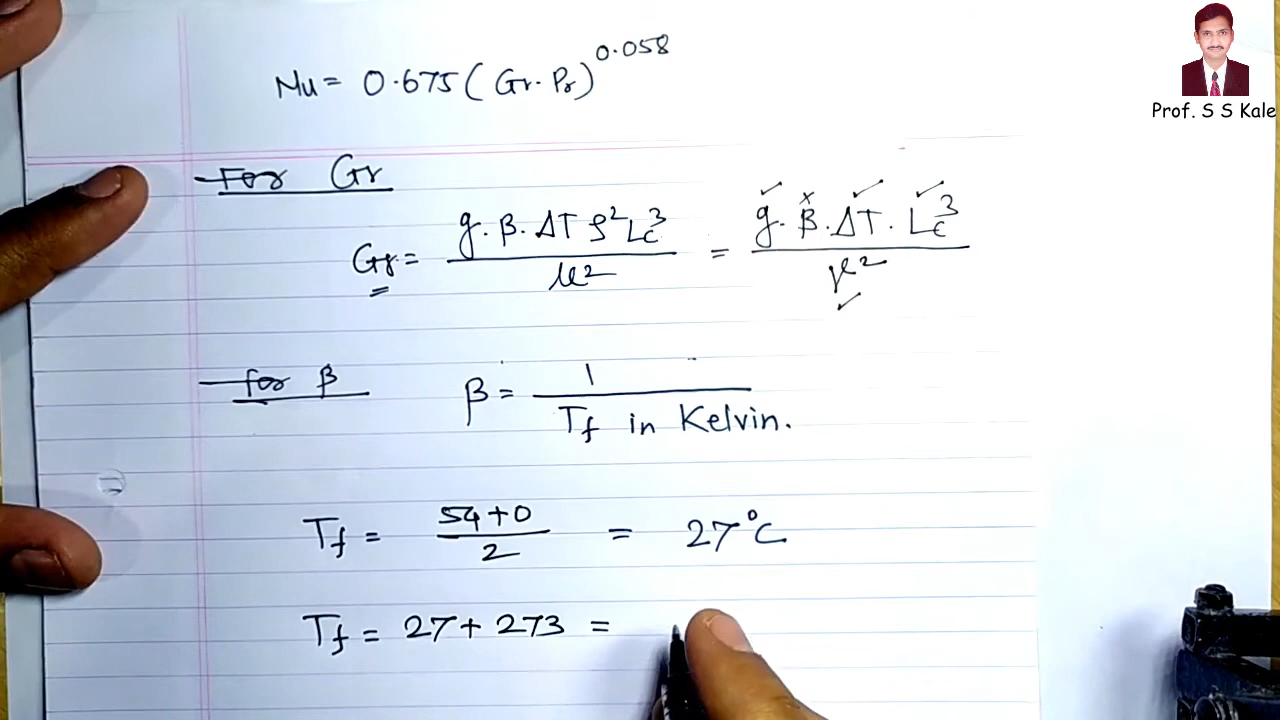 Nu = 0.675 (Gr. Pr)^0.058
Prof. S S Kale
For Gr
Gr = g. β. ΔT ρ² Lc³ / μ² = g. β. ΔT. Lc³ / ν²
for β
β = 1 / Tf in Kelvin.
Tf = 54+0 / 2 = 27°C
Tf = 27 + 273 =